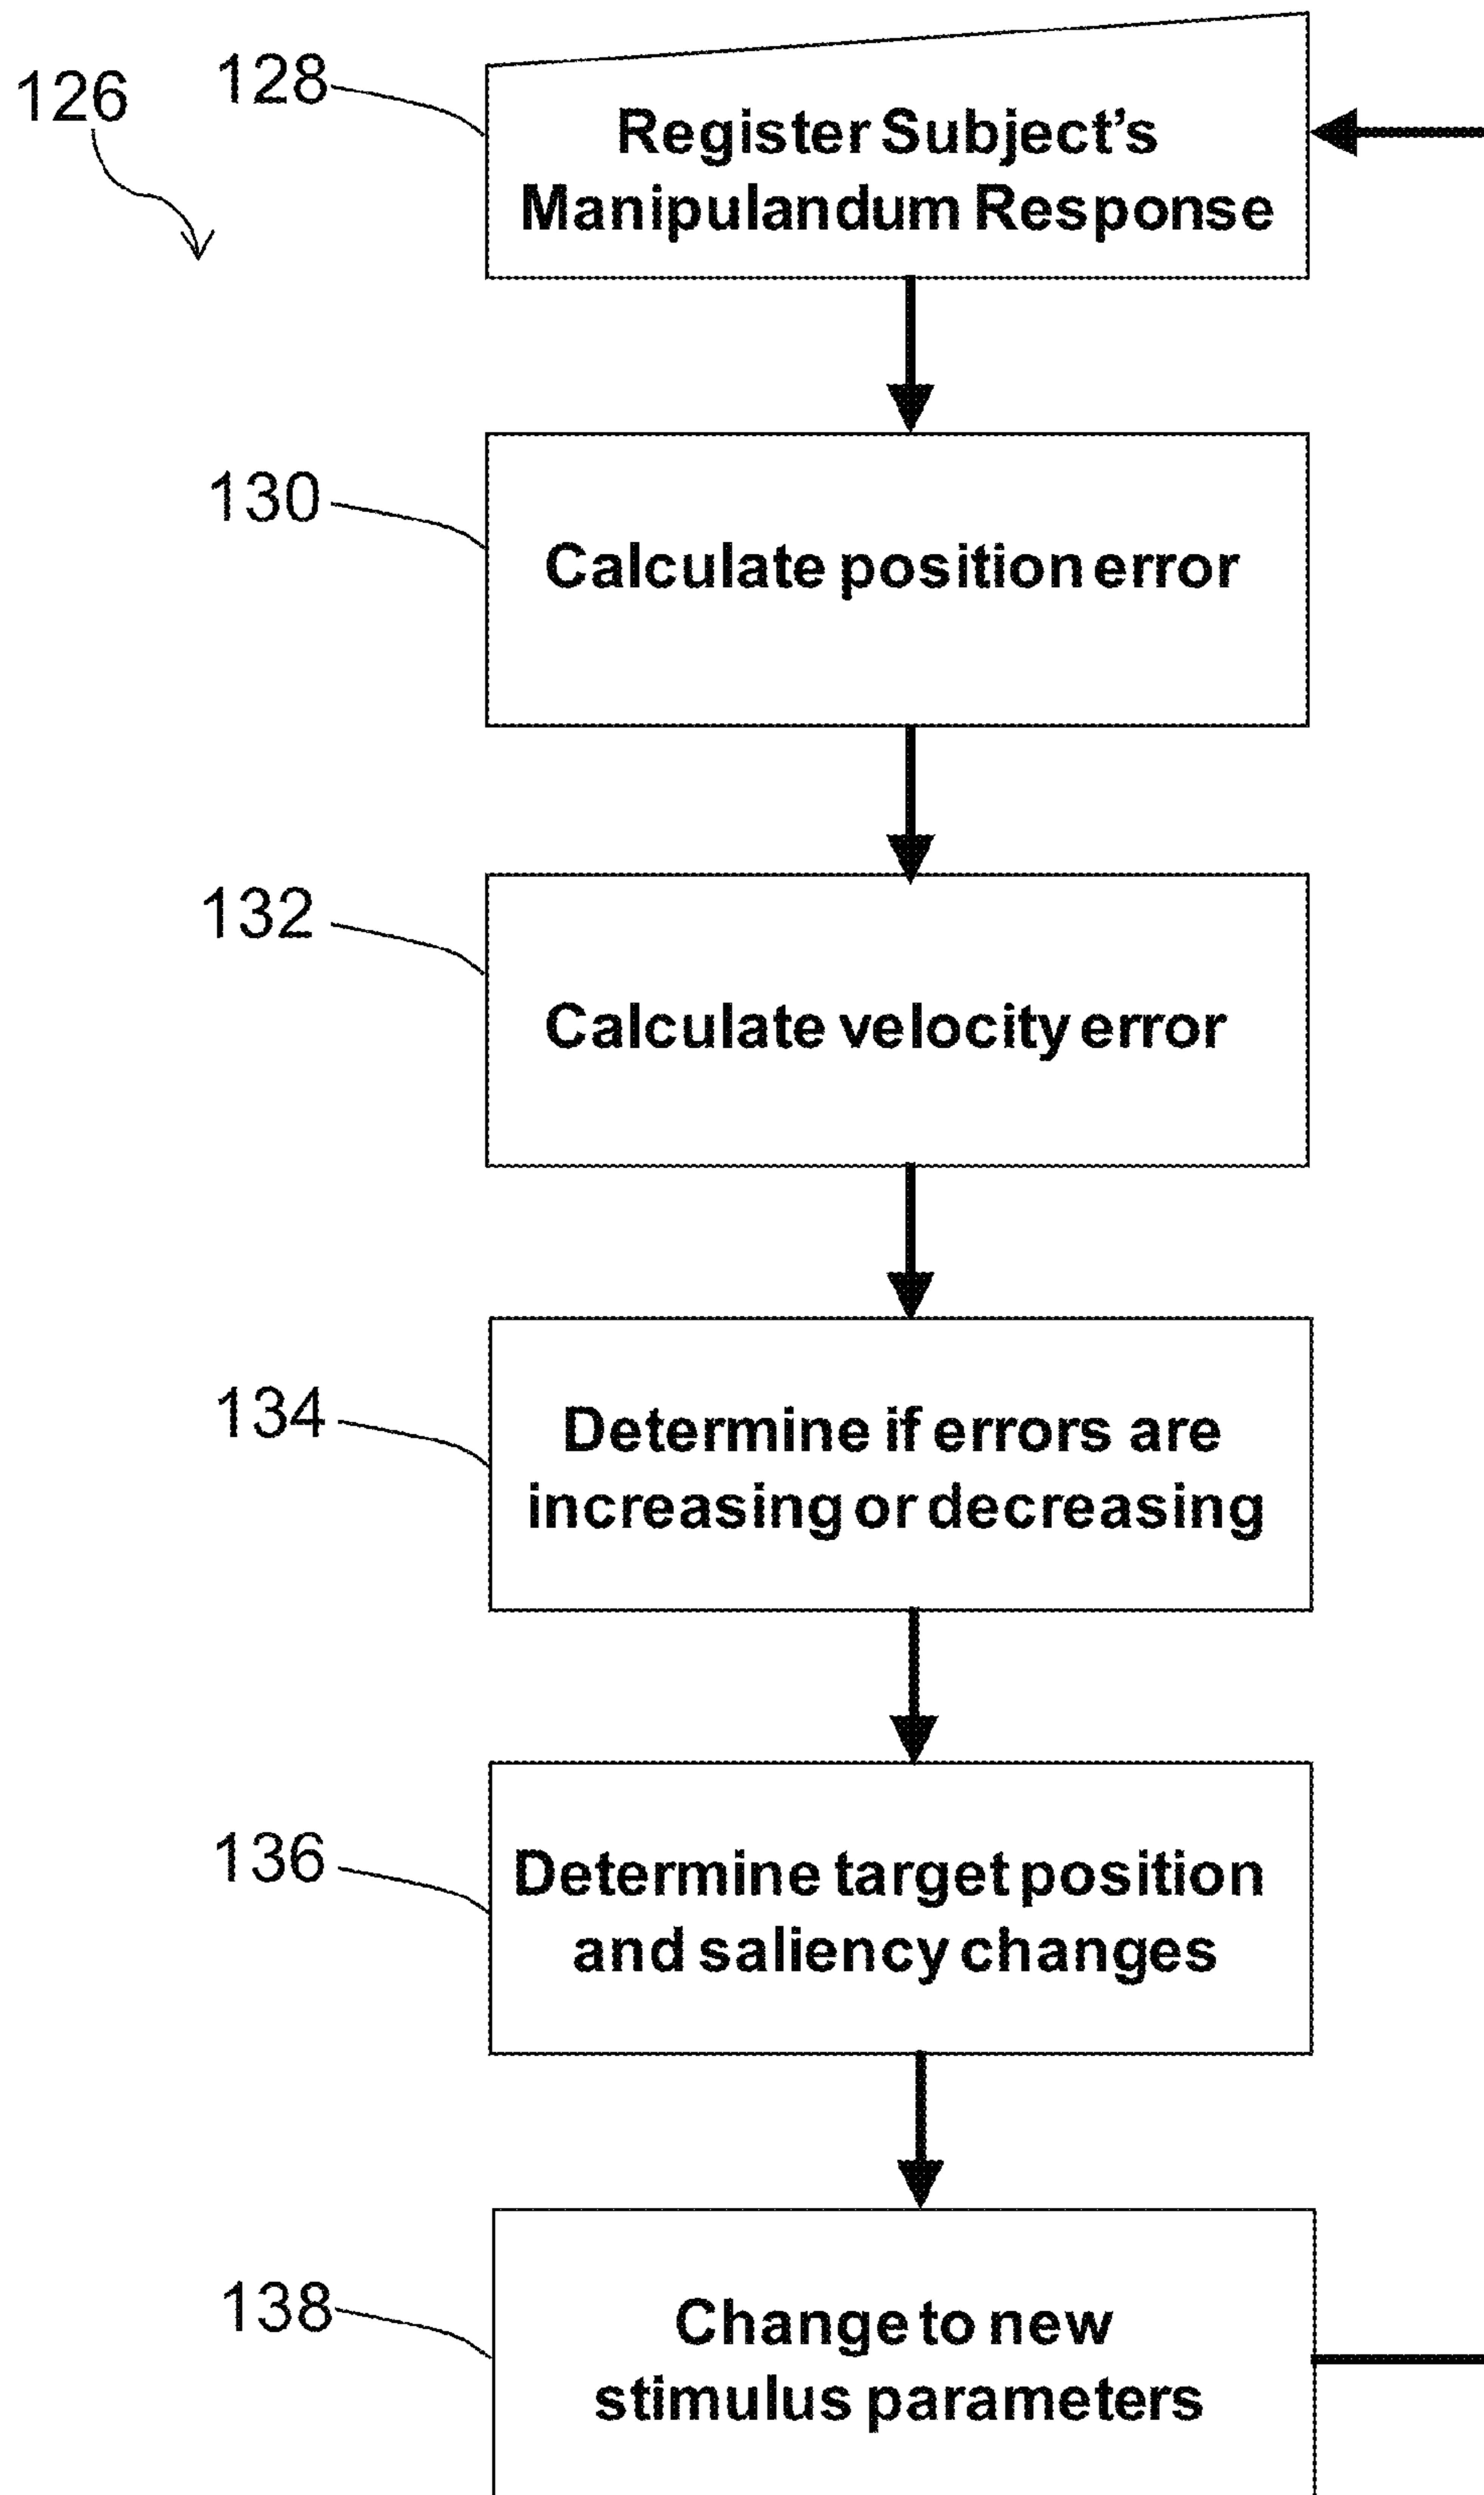 126
128
Register Subject's
Manipulandum Response
130
Calculate position error
132
Calculate velocity error
134
Determine if errors are
increasing or decreasing
136
Determine target position
and saliency changes
138
Change to new
stimulus parameters